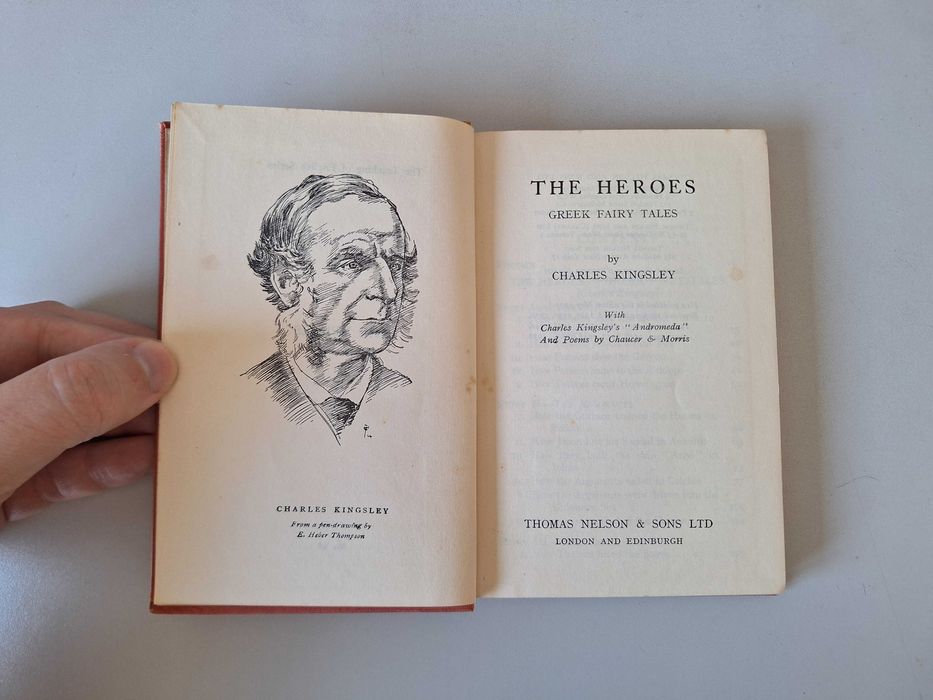 CHARLES KINGSLEY
From a pen-drawing by
E. Heber Thompson
THE HEROES
GREEK FAIRY TALES
by
CHARLES KINGSLEY
With
Charles Kingsley's "Andromeda"
And Poems by Chaucer & Morris
THOMAS NELSON & SONS LTD
LONDON AND EDINBURGH